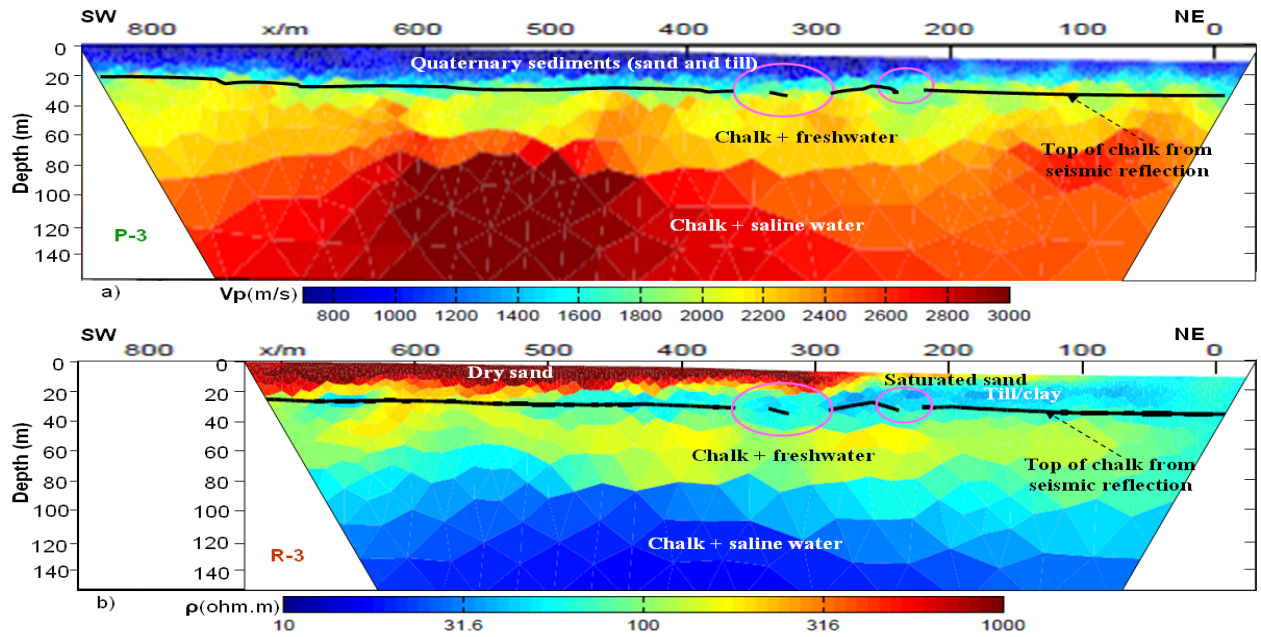 SW
NE
800 x/m 600 500 400 300 200 100 0
0
20
40
60
80
100
120
140
Depth (m)
Quaternary sediments (sand and till)
Chalk + freshwater
Top of chalk from
seismic reflection
Chalk + saline water
P-3
a)
Vp(m/s)
800 1000 1200 1400 1600 1800 2000 2200 2400 2600 2800 3000
SW
NE
800 x/m 600 500 400 300 200 100 0
0
20
40
60
80
100
120
140
Depth (m)
Dry sand
Saturated sand
Till/clay
Chalk + freshwater
Top of chalk from
seismic reflection
Chalk + saline water
R-3
b)
ρ(ohm.m)
10 31.6 100 316 1000